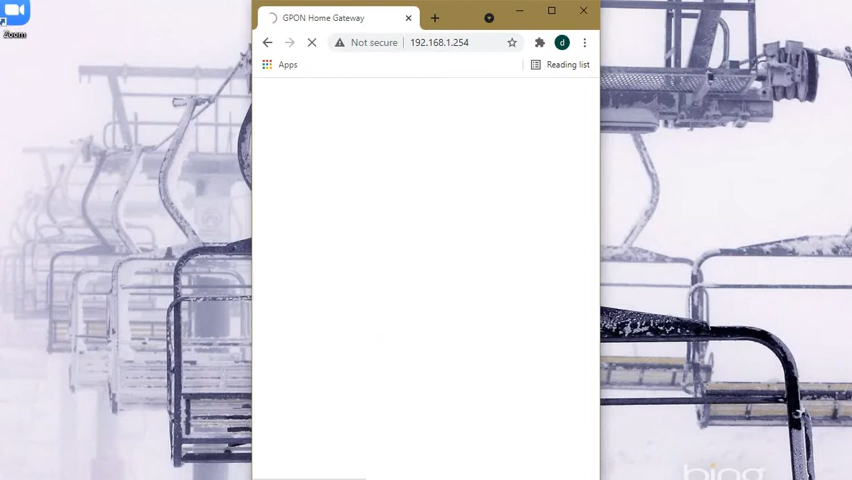 Zoom
GPON Home Gateway
Not secure
192.168.1.254
d
Apps
Reading list
bing